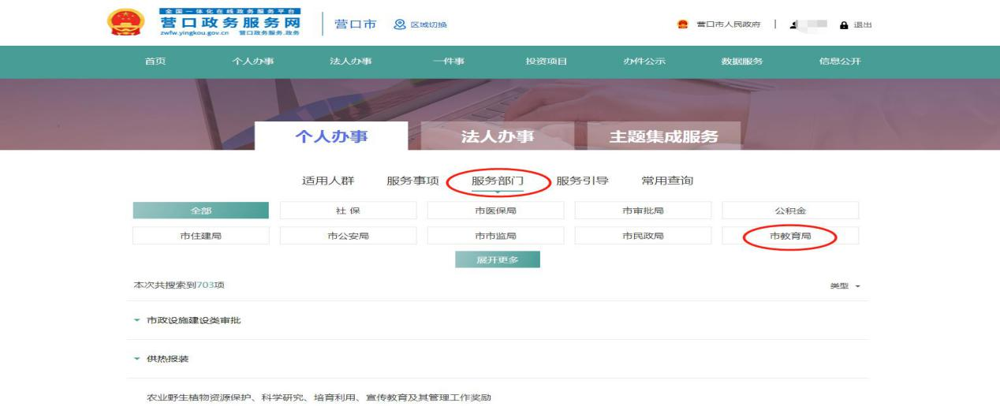 全国一体化在线政务服务平台
营口政务服务网
zwfw.yingkou.gov.cn 营口政务服务.政务
营口市 区域切换
营口市人民政府 | 退出
首页 个人办事 法人办事 一件事 投资项目 办件公示 数据服务 信息公开
个人办事 法人办事 主题集成服务
适用人群 服务事项 服务部门 服务引导 常用查询
全部 社保 市医保局 市审批局 公积金
市住建局 市公安局 市市监局 市民政局 市教育局
展开更多
本次共搜索到703项 类型
市政设施建设类审批
供热报装
农业野生植物资源保护、科学研究、培育利用、宣传教育及其管理工作奖励